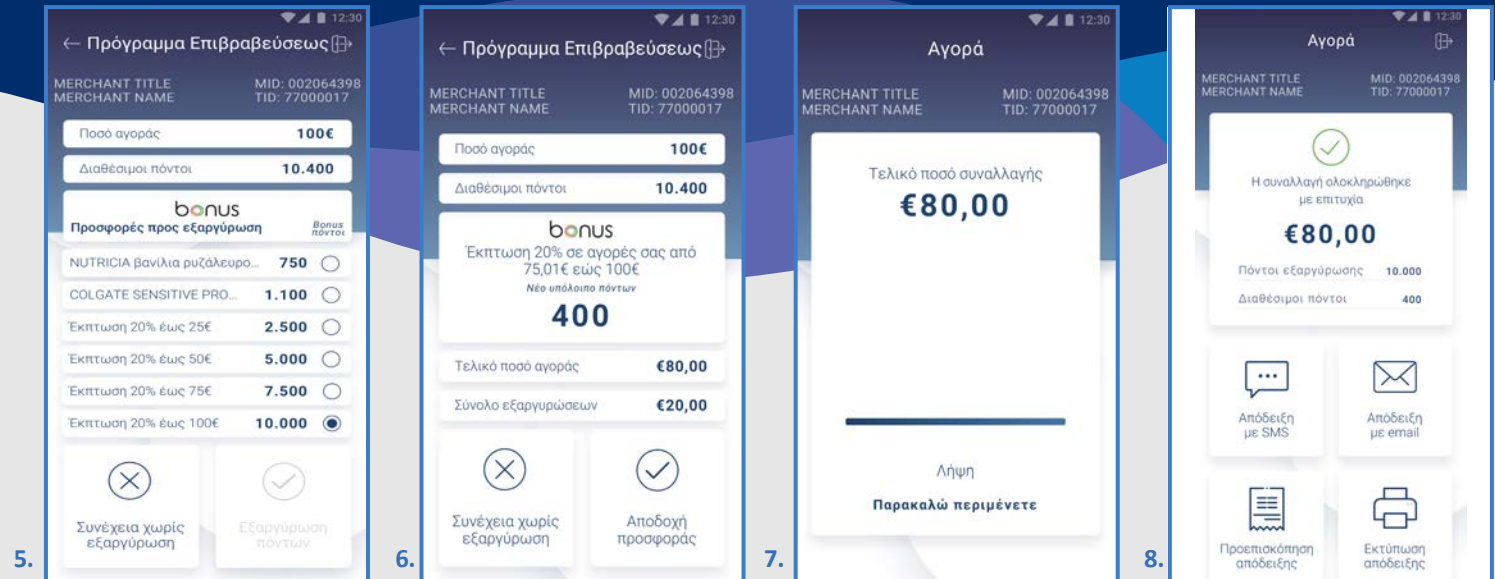 12:30
← Πρόγραμμα Επιβραβεύσεως
MERCHANT TITLE MID: 002064398
MERCHANT NAME TID: 77000017
Ποσό αγοράς 100€
Διαθέσιμοι πόντοι 10.400
bonus
Προσφορές προς εξαργύρωση Bonus πόντοι
NUTRICIA βανίλια ρυζάλευρο... 750
COLGATE SENSITIVE PRO... 1.100
Έκπτωση 20% έως 25€ 2.500
Έκπτωση 20% έως 50€ 5.000
Έκπτωση 20% έως 75€ 7.500
Έκπτωση 20% έως 100€ 10.000
Συνέχεια χωρίς
εξαργύρωση
Εξαργύρωση
πόντων
5.
12:30
← Πρόγραμμα Επιβραβεύσεως
MERCHANT TITLE MID: 002064398
MERCHANT NAME TID: 77000017
Ποσό αγοράς 100€
Διαθέσιμοι πόντοι 10.400
bonus
Έκπτωση 20% σε αγορές σας από
75,01€ εώς 100€
Νέο υπόλοιπο πόντων
400
Τελικό ποσό αγοράς €80,00
Σύνολο εξαργυρώσεων €20,00
Συνέχεια χωρίς
εξαργύρωση
Αποδοχή
προσφοράς
6.
12:30
Αγορά
MERCHANT TITLE MID: 002064398
MERCHANT NAME TID: 77000017
Τελικό ποσό συναλλαγής
€80,00
Λήψη
Παρακαλώ περιμένετε
7.
12:30
Αγορά
MERCHANT TITLE MID: 002064398
MERCHANT NAME TID: 77000017
Η συναλλαγή ολοκληρώθηκε
με επιτυχία
€80,00
Πόντοι εξαργύρωσης 10.000
Διαθέσιμοι πόντοι 400
Απόδειξη
με SMS
Απόδειξη
με email
Προεπισκόπηση
απόδειξης
Εκτύπωση
απόδειξης
8.